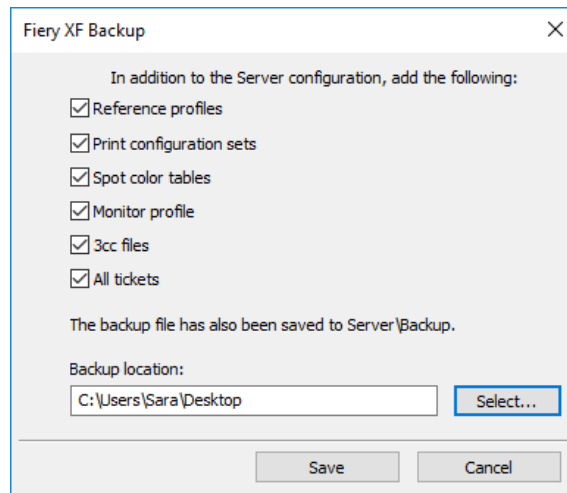 Fiery XF Backup
In addition to the Server configuration, add the following:
Reference profiles
Print configuration sets
Spot color tables
Monitor profile
3cc files
All tickets
The backup file has also been saved to Server\Backup.
Backup location:
C:\Users\Sara\Desktop
Select...
Save
Cancel